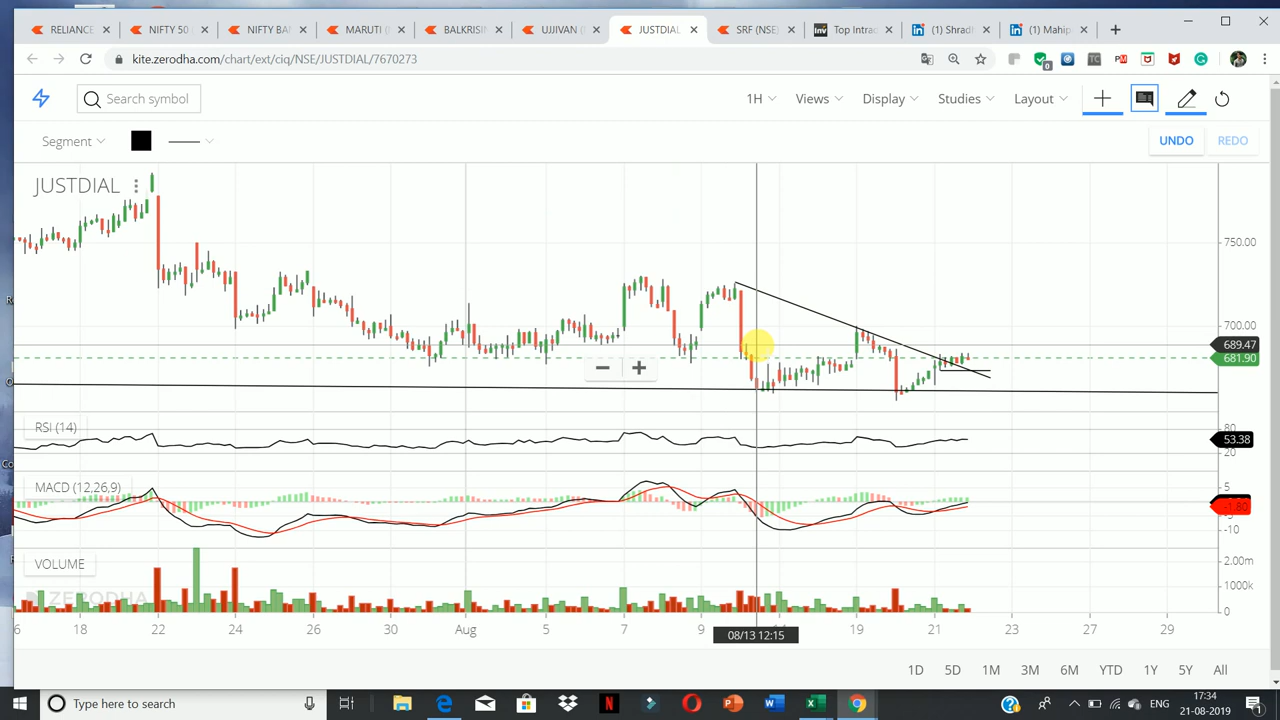 RELIANCE
NIFTY 50
NIFTY BA
MARUTI
BALKRISI
UJJIVAN
JUSTDIAL
SRF (NSE
Top Intrad
(1) Shrad
(1) Mahip
kite.zerodha.com/chart/ext/ciq/NSE/JUSTDIAL/7670273
Search symbol
1H
Views
Display
Studies
Layout
Segment
UNDO
REDO
JUSTDIAL
750.00
700.00
689.47
681.90
RSI (14)
80
53.38
20
MACD (12,26,9)
5
-1.80
-10
VOLUME
2.00m
1000k
0
ZERODHA
6
18
22
24
26
30
Aug
5
7
9
08/13 12:15
19
21
23
27
29
1D
5D
1M
3M
6M
YTD
1Y
5Y
All
Type here to search
ENG
17:34
21-08-2019